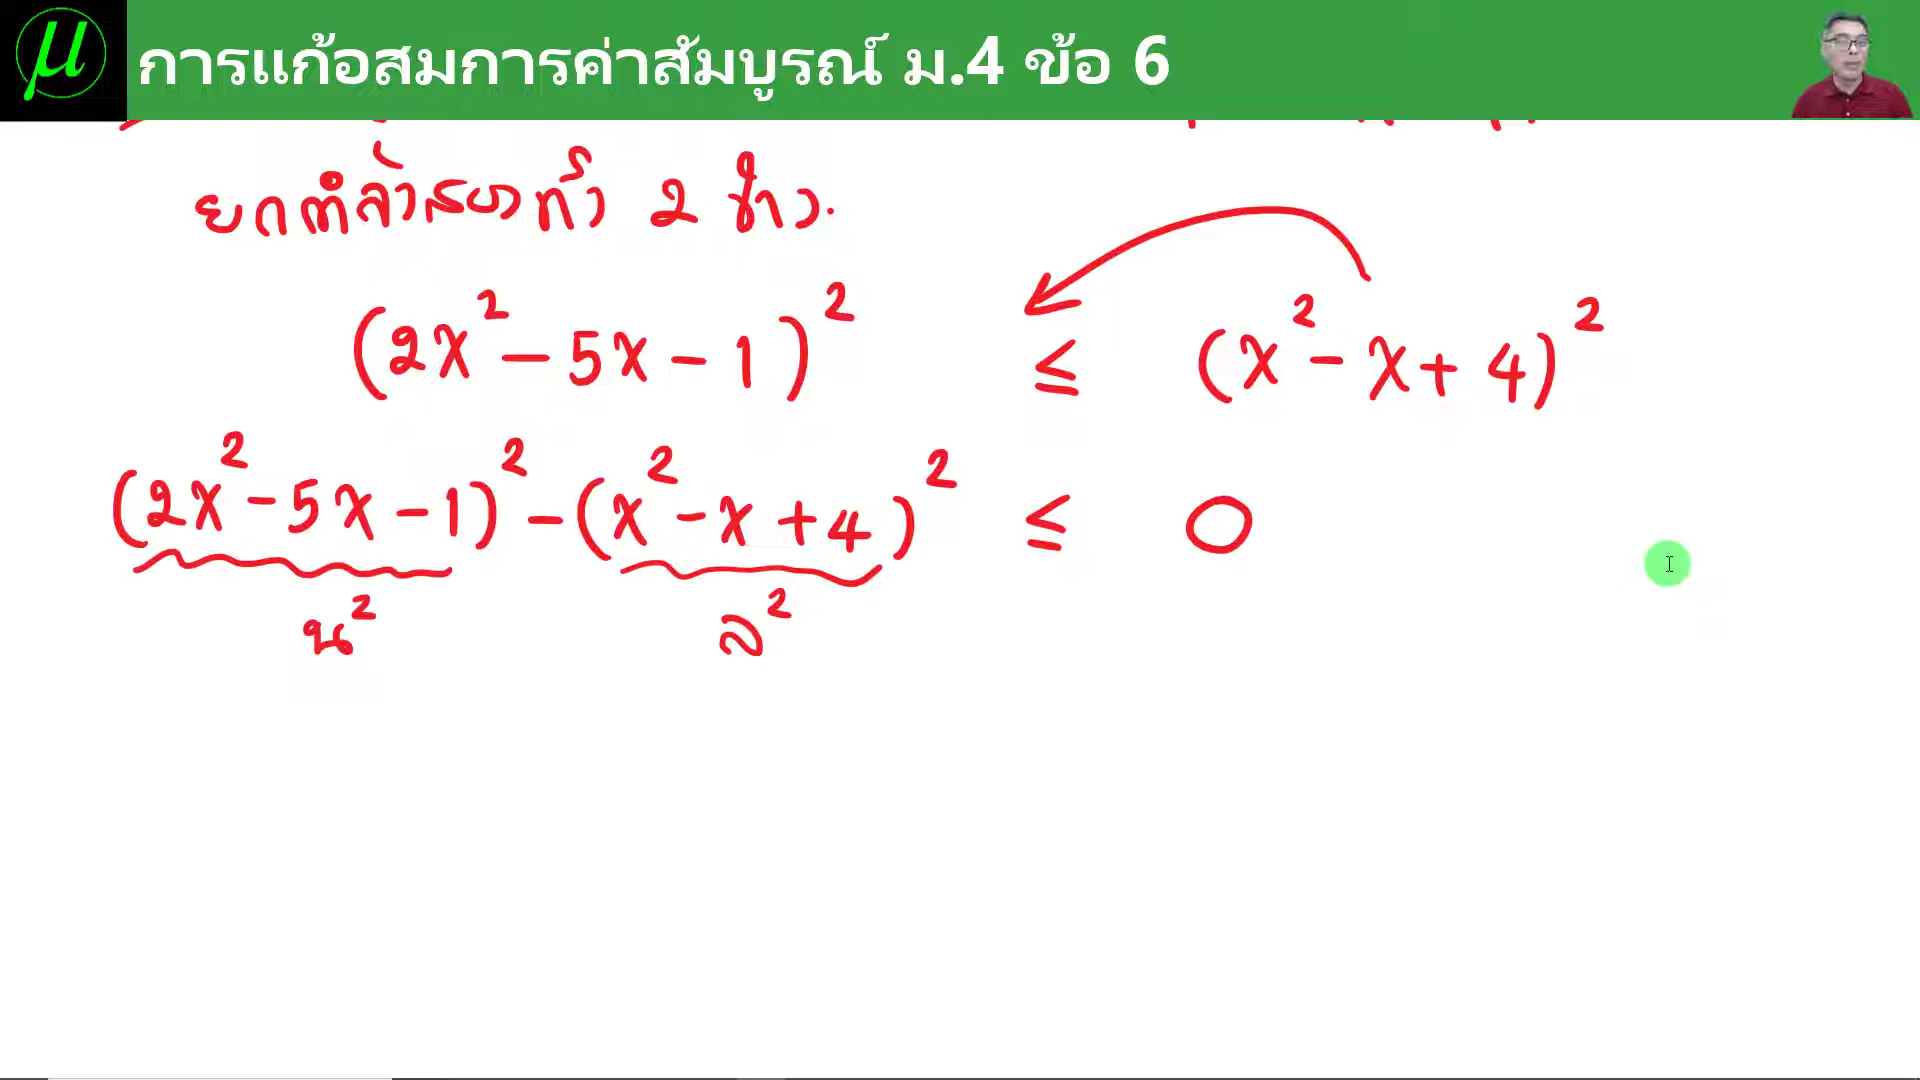 μ การแก้อสมการค่าสัมบูรณ์ ม.4 ข้อ 6
ยกกำลังสองทั้ง 2 ข้าง.
(2x² - 5x - 1)² ≤ (x² - x + 4)²
(2x² - 5x - 1)² - (x² - x + 4)² ≤ 0
น² ล²